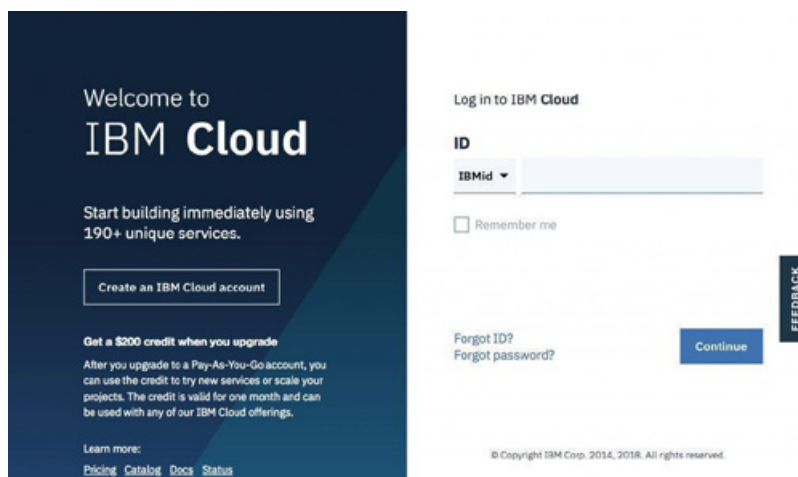 Welcome to
IBM Cloud
Start building immediately using
190+ unique services.
Create an IBM Cloud account
Get a $200 credit when you upgrade
After you upgrade to a Pay-As-You-Go account, you
can use the credit to try new services or scale your
projects. The credit is valid for one month and can
be used with any of our IBM Cloud offerings.
Learn more:
Pricing Catalog Docs Status
Log in to IBM Cloud
ID
IBMid
Remember me
Forgot ID?
Forgot password?
Continue
© Copyright IBM Corp. 2014, 2018. All rights reserved.
FEEDBACK